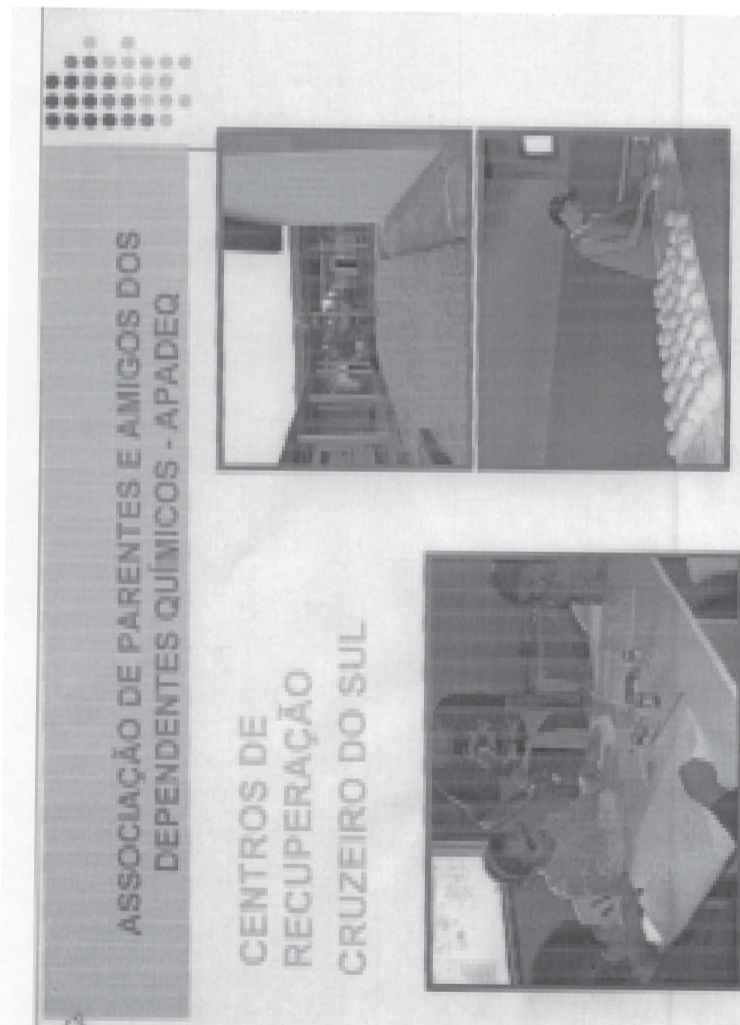 ASSOCIAÇÃO DE PARENTES E AMIGOS DOS
DEPENDENTES QUÍMICOS - APADEQ
CENTROS DE
RECUPERAÇÃO
CRUZEIRO DO SUL